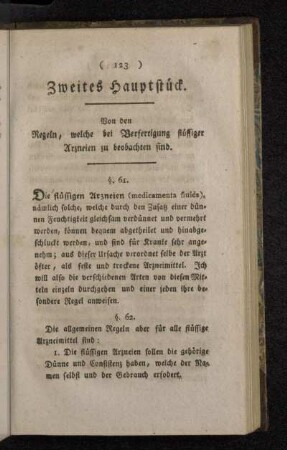 ( 123 )
Zweites Hauptstück.
Von den
Regeln, welche bei Verfertigung flüssiger
Arzneien zu beobachten sind.
§. 61.
Die flüssigen Arzneien (medicamenta fluida),
nämlich solche, welche durch den Zusatz einer dün-
nen Feuchtigkeit gleichsam verdünnet und vermehrt
werden, können bequem abgetheilet und hinabge-
schluckt werden, und sind für Kranke sehr ange-
nehm; aus dieser Ursache verordnet selbe der Arzt
öfter, als feste und trockene Arzneimittel. Ich
will also die verschiedenen Arten von diesen Mit-
teln einzeln durchgehen und einer jeden ihre be-
sondere Regel anweisen.
§. 62.
Die allgemeinen Regeln aber für alle flüssige
Arzneimittel sind:
1. Die flüssigen Arzneien sollen die gehörige
Dünne und Consistenz haben, welche der Na-
men selbst und der Gebrauch erfodert.